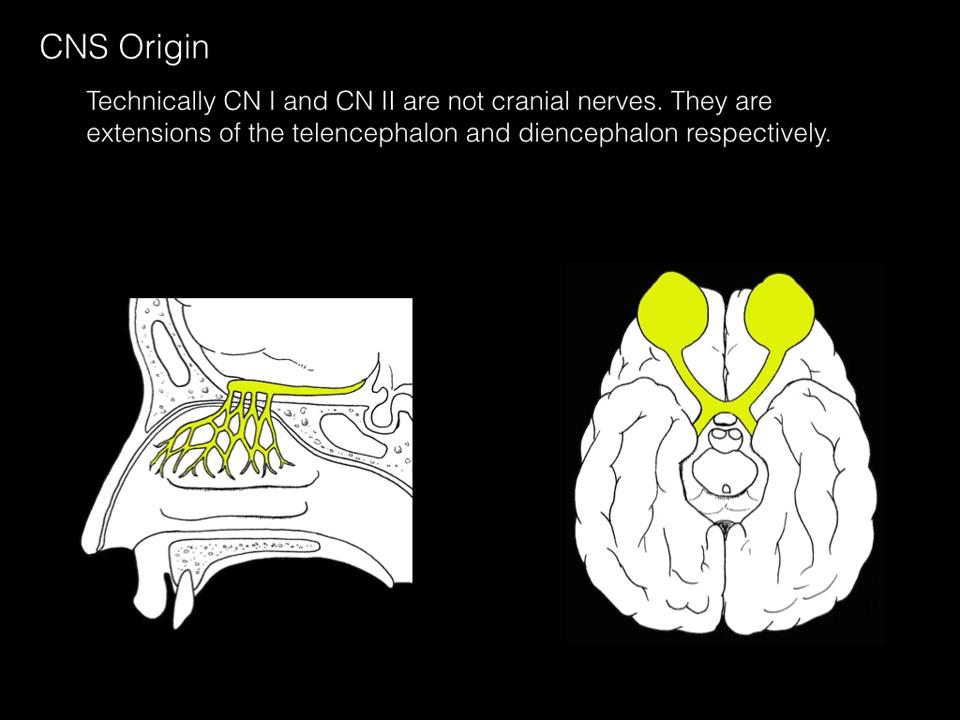 CNS Origin
Technically CN I and CN II are not cranial nerves. They are
extensions of the telencephalon and diencephalon respectively.